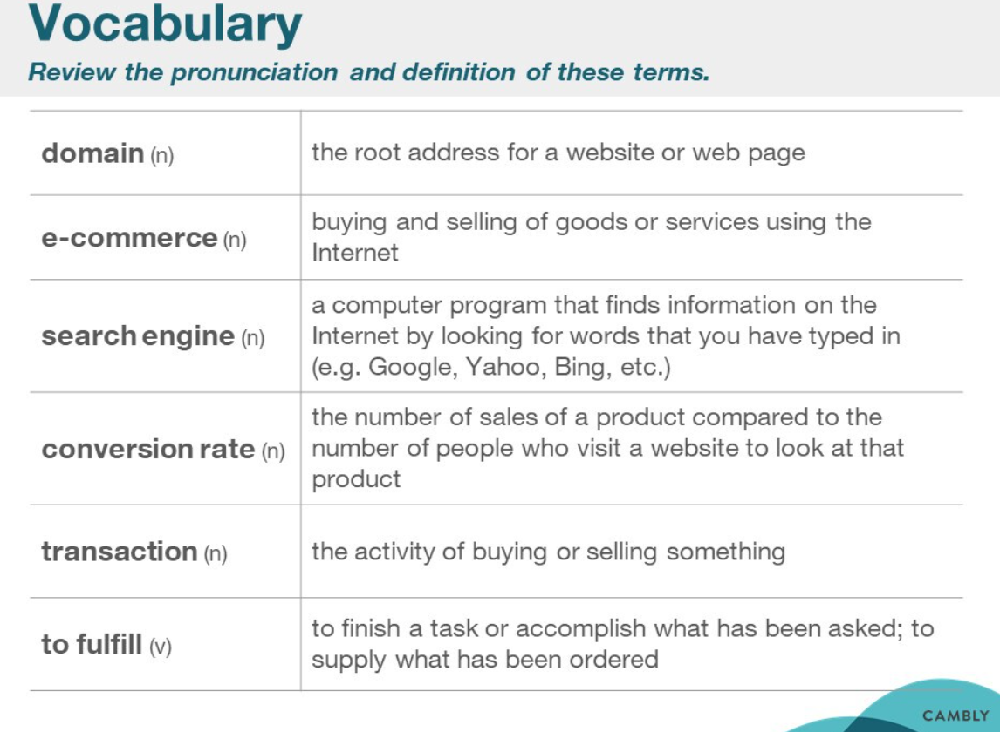 Vocabulary
Review the pronunciation and definition of these terms.
domain (n)
the root address for a website or web page
e-commerce (n)
buying and selling of goods or services using the
Internet
search engine (n)
a computer program that finds information on the
Internet by looking for words that you have typed in
(e.g. Google, Yahoo, Bing, etc.)
conversion rate (n)
the number of sales of a product compared to the
number of people who visit a website to look at that
product
transaction (n)
the activity of buying or selling something
to fulfill (v)
to finish a task or accomplish what has been asked; to
supply what has been ordered
CAMBLY